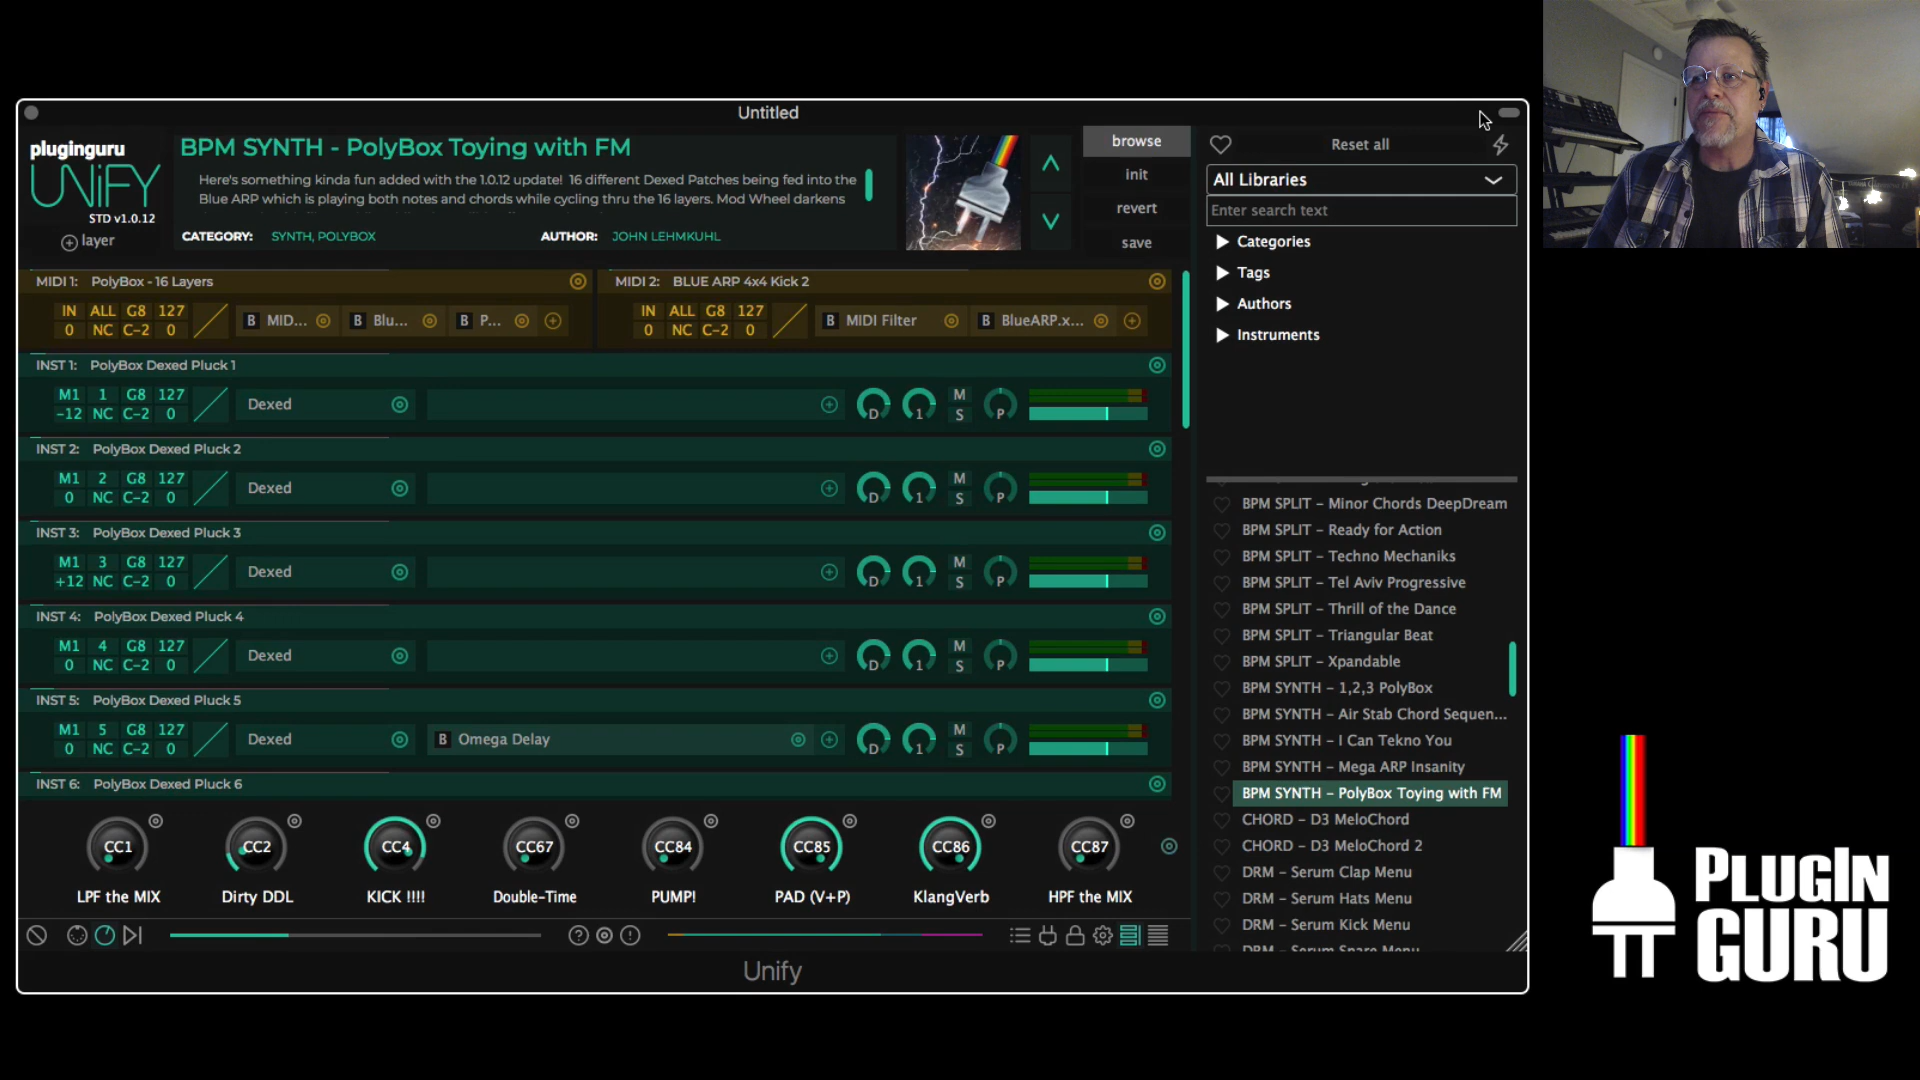 Untitled
pluginguru
UNiFY
STD v1.0.12
layer
BPM SYNTH - PolyBox Toying with FM
Here's something kinda fun added with the 1.0.12 update! 16 different Dexed Patches being fed into the
Blue ARP which is playing both notes and chords while cycling thru the 16 layers. Mod Wheel darkens
CATEGORY: SYNTH, POLYBOX AUTHOR: JOHN LEHMKUHL
browse
init
revert
save
Reset all
All Libraries
Enter search text
Categories
Tags
Authors
Instruments
MIDI 1: PolyBox - 16 Layers
IN ALL G8 127
0 NC C-2 0
B MID... B Blu... B P...
MIDI 2: BLUE ARP 4x4 Kick 2
IN ALL G8 127
0 NC C-2 0
B MIDI Filter B BlueARP.x...
INST 1: PolyBox Dexed Pluck 1
M1 1 G8 127
-12 NC C-2 0
Dexed D 1 M S P
INST 2: PolyBox Dexed Pluck 2
M1 2 G8 127
0 NC C-2 0
Dexed D 1 M S P
INST 3: PolyBox Dexed Pluck 3
M1 3 G8 127
+12 NC C-2 0
Dexed D 1 M S P
INST 4: PolyBox Dexed Pluck 4
M1 4 G8 127
0 NC C-2 0
Dexed D 1 M S P
INST 5: PolyBox Dexed Pluck 5
M1 5 G8 127
0 NC C-2 0
Dexed B Omega Delay D 1 M S P
INST 6: PolyBox Dexed Pluck 6
BPM SPLIT - Minor Chords DeepDream
BPM SPLIT - Ready for Action
BPM SPLIT - Techno Mechaniks
BPM SPLIT - Tel Aviv Progressive
BPM SPLIT - Thrill of the Dance
BPM SPLIT - Triangular Beat
BPM SPLIT - Xpandable
BPM SYNTH - 1,2,3 PolyBox
BPM SYNTH - Air Stab Chord Sequen...
BPM SYNTH - I Can Tekno You
BPM SYNTH - Mega ARP Insanity
BPM SYNTH - PolyBox Toying with FM
CHORD - D3 MeloChord
CHORD - D3 MeloChord 2
DRM - Serum Clap Menu
DRM - Serum Hats Menu
DRM - Serum Kick Menu
DRM - Serum Snare Menu
CC1 CC2 CC4 CC67 CC84 CC85 CC86 CC87
LPF the MIX Dirty DDL KICK !!!! Double-Time PUMP! PAD (V+P) KlangVerb HPF the MIX
Unify
PLUGIN
GURU